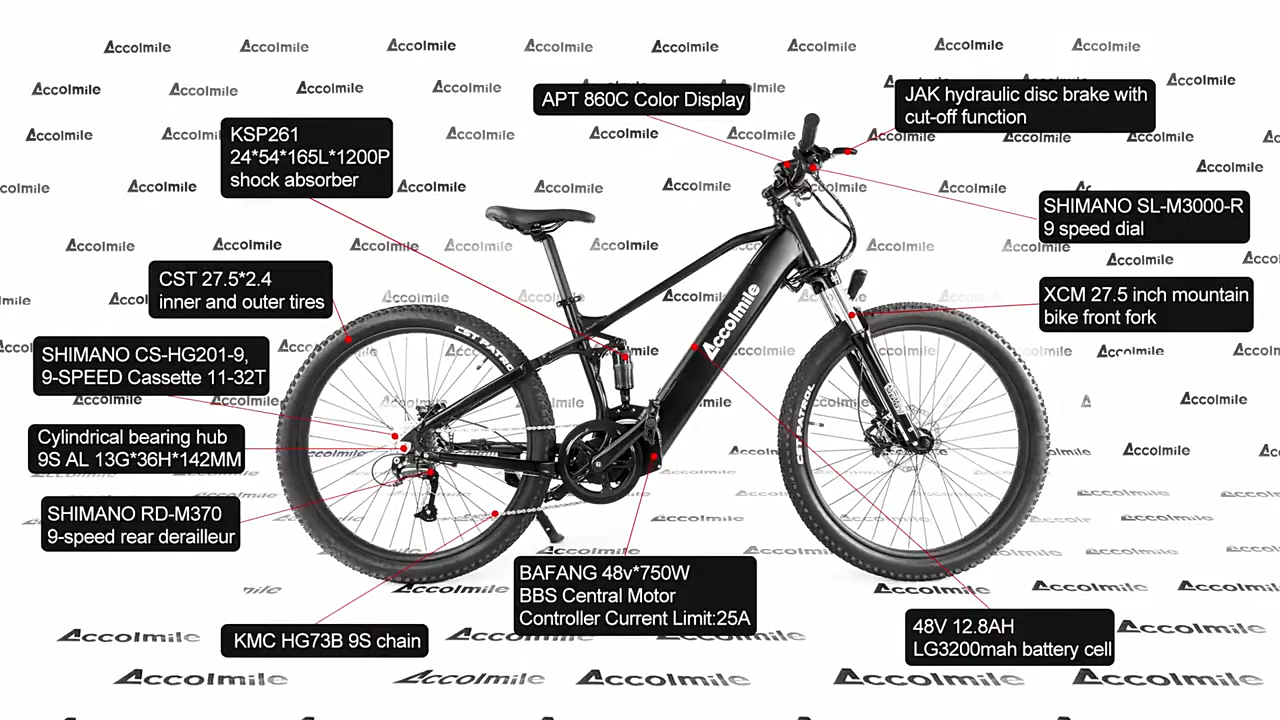 APT 860C Color Display
JAK hydraulic disc brake with
cut-off function
KSP261
24*54*165L*1200P
shock absorber
SHIMANO SL-M3000-R
9 speed dial
CST 27.5*2.4
inner and outer tires
XCM 27.5 inch mountain
bike front fork
Accolmile
CST PATRO
SHIMANO CS-HG201-9,
9-SPEED Cassette 11-32T
Cylindrical bearing hub
9S AL 13G*36H*142MM
SHIMANO RD-M370
9-speed rear derailleur
BAFANG 48v*750W
BBS Central Motor
Controller Current Limit:25A
KMC HG73B 9S chain
48V 12.8AH
LG3200mah battery cell